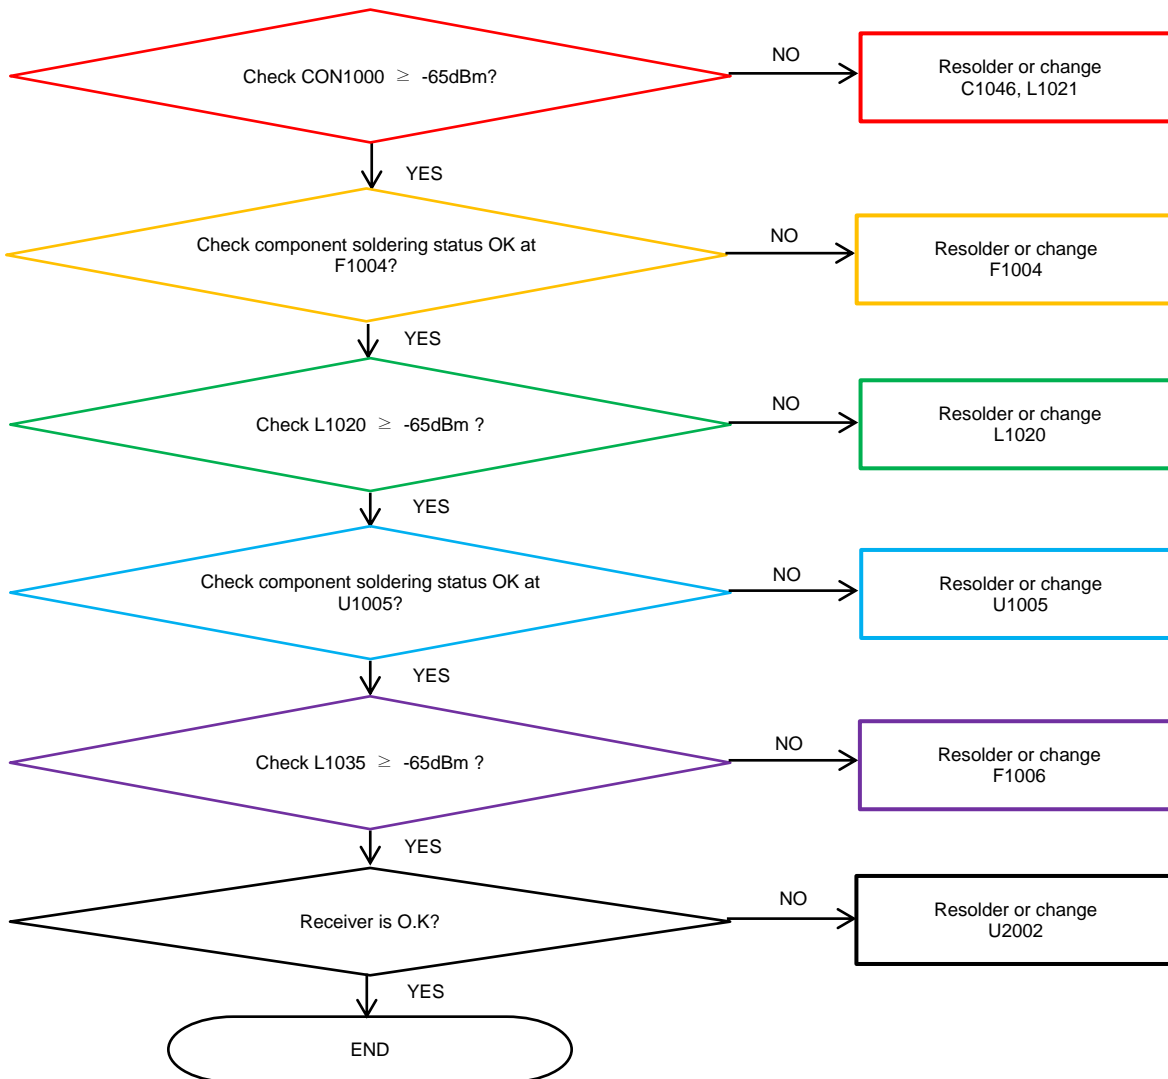 Check CON1000 ≥ -65dBm?
NO
Resolder or change
C1046, L1021
YES
Check component soldering status OK at
F1004?
NO
Resolder or change
F1004
YES
Check L1020 ≥ -65dBm ?
NO
Resolder or change
L1020
YES
Check component soldering status OK at
U1005?
NO
Resolder or change
U1005
YES
Check L1035 ≥ -65dBm ?
NO
Resolder or change
F1006
YES
Receiver is O.K?
NO
Resolder or change
U2002
YES
END